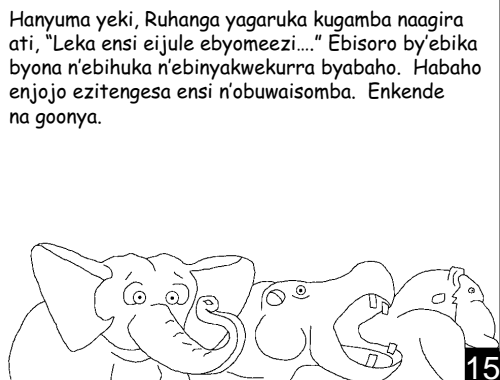 Hanyuma yeki, Ruhanga yagaruka kugamba naagira
ati, “Leka ensi eijule ebyomeezi....” Ebisoro by’ebika
byona n’ebihuka n’ebinyakwekurra byabaho. Habaho
enjojo ezitengesa ensi n’obuwaisomba. Enkende
na goonya.
15